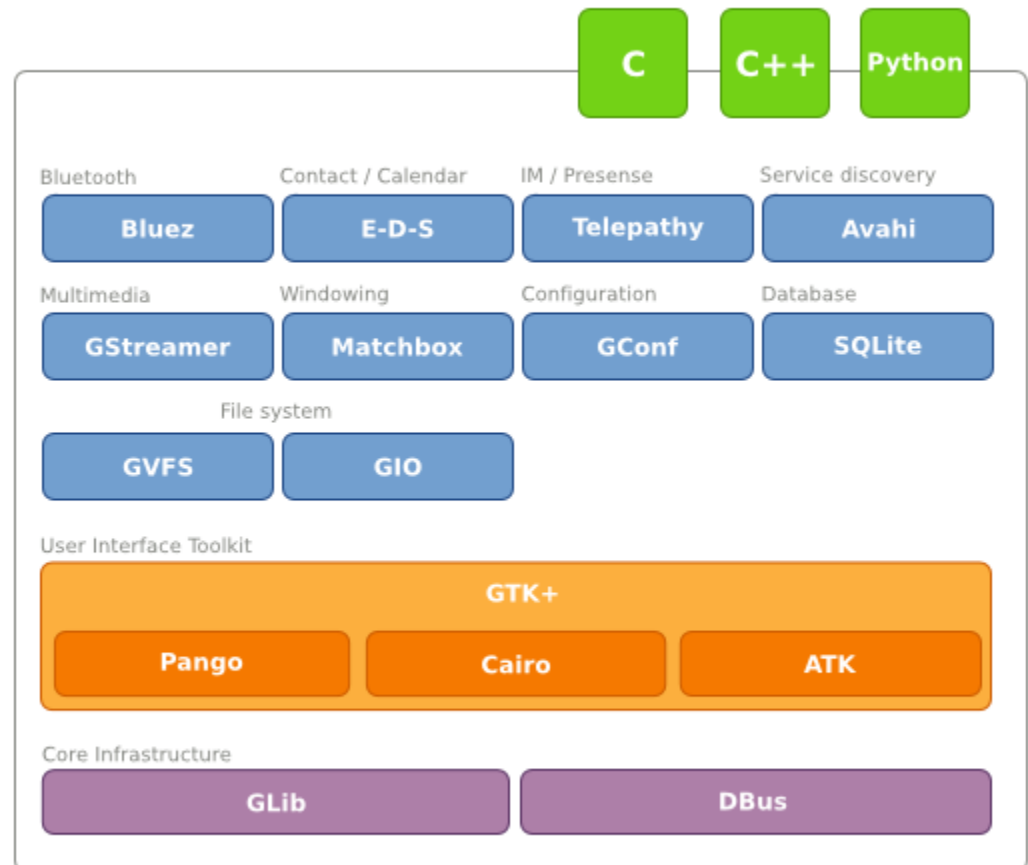 C C++ Python
Bluetooth Contact / Calendar IM / Presense Service discovery
Bluez E-D-S Telepathy Avahi
Multimedia Windowing Configuration Database
GStreamer Matchbox GConf SQLite
File system
GVFS GIO
User Interface Toolkit
GTK+
Pango Cairo ATK
Core Infrastructure
GLib DBus